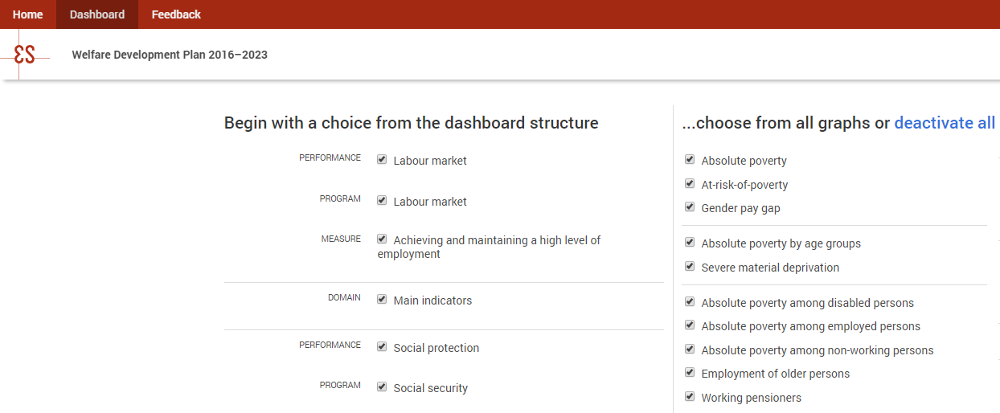 Home Dashboard Feedback
Welfare Development Plan 2016–2023
Begin with a choice from the dashboard structure
PERFORMANCE Labour market
PROGRAM Labour market
MEASURE Achieving and maintaining a high level of
employment
DOMAIN Main indicators
PERFORMANCE Social protection
PROGRAM Social security
...choose from all graphs or deactivate all
Absolute poverty
At-risk-of-poverty
Gender pay gap
Absolute poverty by age groups
Severe material deprivation
Absolute poverty among disabled persons
Absolute poverty among employed persons
Absolute poverty among non-working persons
Employment of older persons
Working pensioners